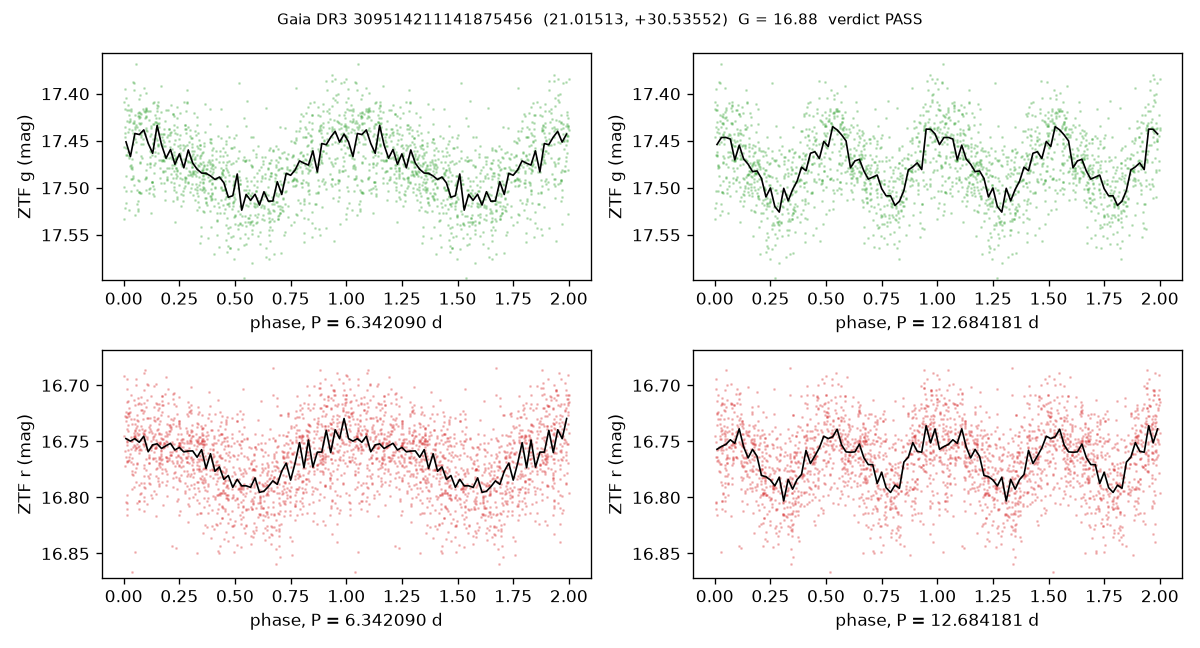 Gaia DR3 309514211141875456  (21.01513, +30.53552)  G = 16.88  verdict PASS
ZTF g (mag)
17.40
17.45
17.50
17.55
0.00 0.25 0.50 0.75 1.00 1.25 1.50 1.75 2.00
phase, P = 6.342090 d
ZTF g (mag)
17.40
17.45
17.50
17.55
0.00 0.25 0.50 0.75 1.00 1.25 1.50 1.75 2.00
phase, P = 12.684181 d
ZTF r (mag)
16.70
16.75
16.80
16.85
0.00 0.25 0.50 0.75 1.00 1.25 1.50 1.75 2.00
phase, P = 6.342090 d
ZTF r (mag)
16.70
16.75
16.80
16.85
0.00 0.25 0.50 0.75 1.00 1.25 1.50 1.75 2.00
phase, P = 12.684181 d